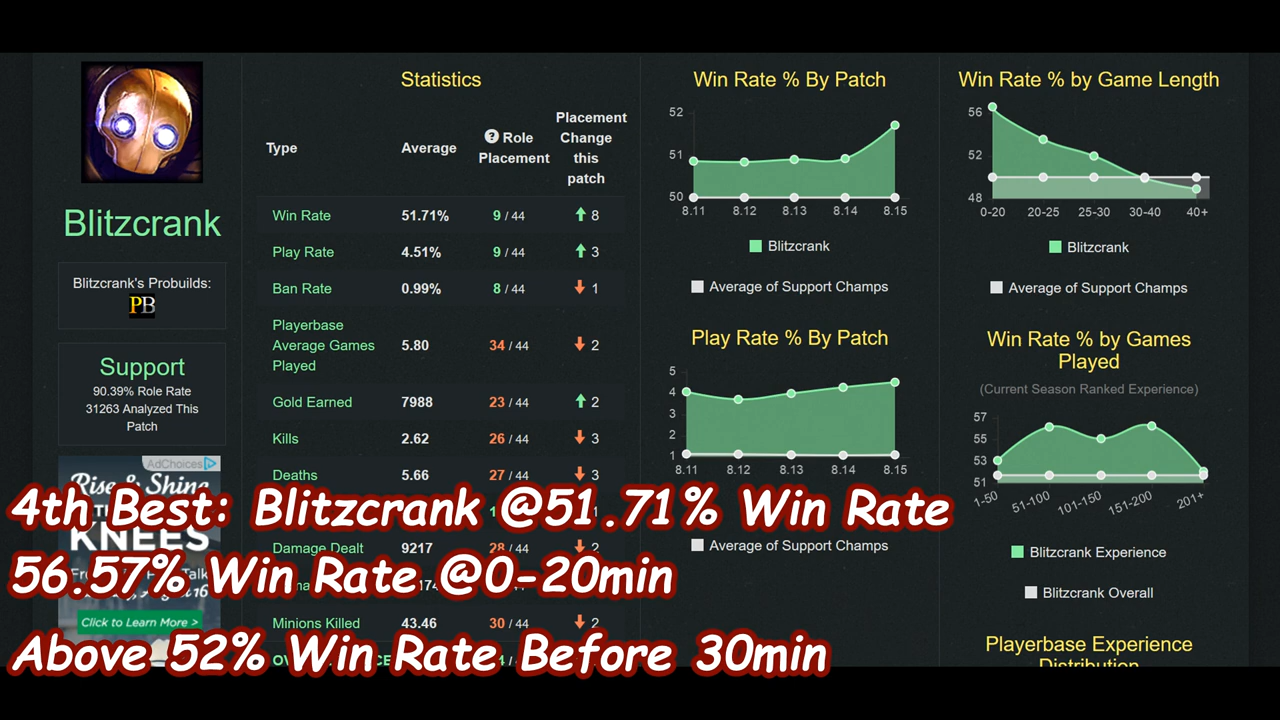 Blitzcrank
Blitzcrank's Probuilds:
PB
Support
90.39% Role Rate
31263 Analyzed This
Patch
AdChoices
Rise & Shine
KNEES
Click to Learn More >
Statistics
Type Average ? Role Placement Placement Change this patch
Win Rate 51.71% 9 / 44 8
Play Rate 4.51% 9 / 44 3
Ban Rate 0.99% 8 / 44 1
Playerbase Average Games Played 5.80 34 / 44 2
Gold Earned 7988 23 / 44 2
Kills 2.62 26 / 44 3
Deaths 5.66 27 / 44 3
Damage Dealt 9217 28 / 44 2
Minions Killed 43.46 30 / 44 2
Win Rate % By Patch
52
51
50
8.11 8.12 8.13 8.14 8.15
Blitzcrank
Average of Support Champs
Play Rate % By Patch
5
4
3
2
1
8.11 8.12 8.13 8.14 8.15
Average of Support Champs
Win Rate % by Game Length
56
52
48
0-20 20-25 25-30 30-40 40+
Blitzcrank
Average of Support Champs
Win Rate % by Games
Played
(Current Season Ranked Experience)
57
55
53
51
1-50 51-100 101-150 151-200 201+
Blitzcrank Experience
Blitzcrank Overall
Playerbase Experience
Distribution
4th Best: Blitzcrank @51.71% Win Rate
56.57% Win Rate @0-20min
Above 52% Win Rate Before 30min